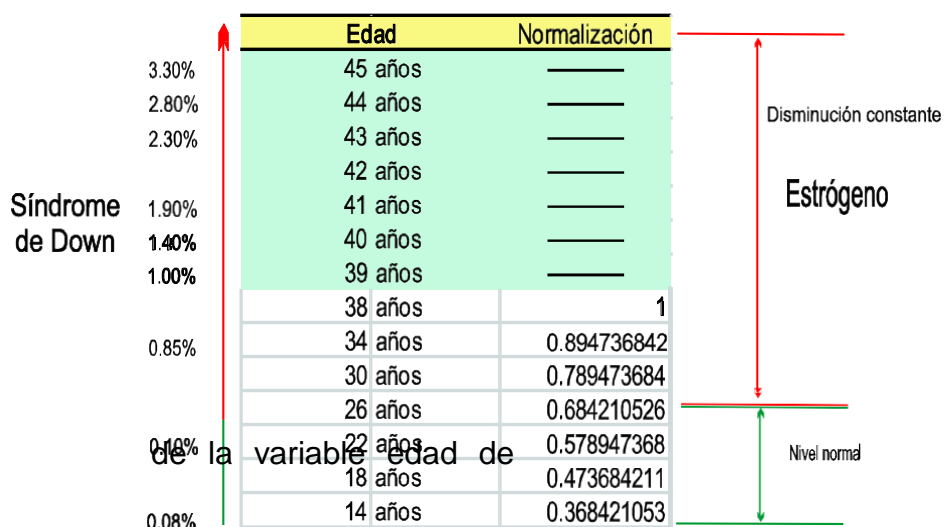 Edad Normalización
3.30% 45 años ———
2.80% 44 años ———
2.30% 43 años ———
42 años ———
1.90% 41 años ———
1.40% 40 años ———
1.00% 39 años ———
38 años 1
0.85% 34 años 0.894736842
30 años 0.789473684
26 años 0.684210526
0.10% 22 años 0.578947368
de la variable edad de
18 años 0.473684211
0.08% 14 años 0.368421053
Síndrome
de Down
Disminución constante
Estrógeno
Nivel normal